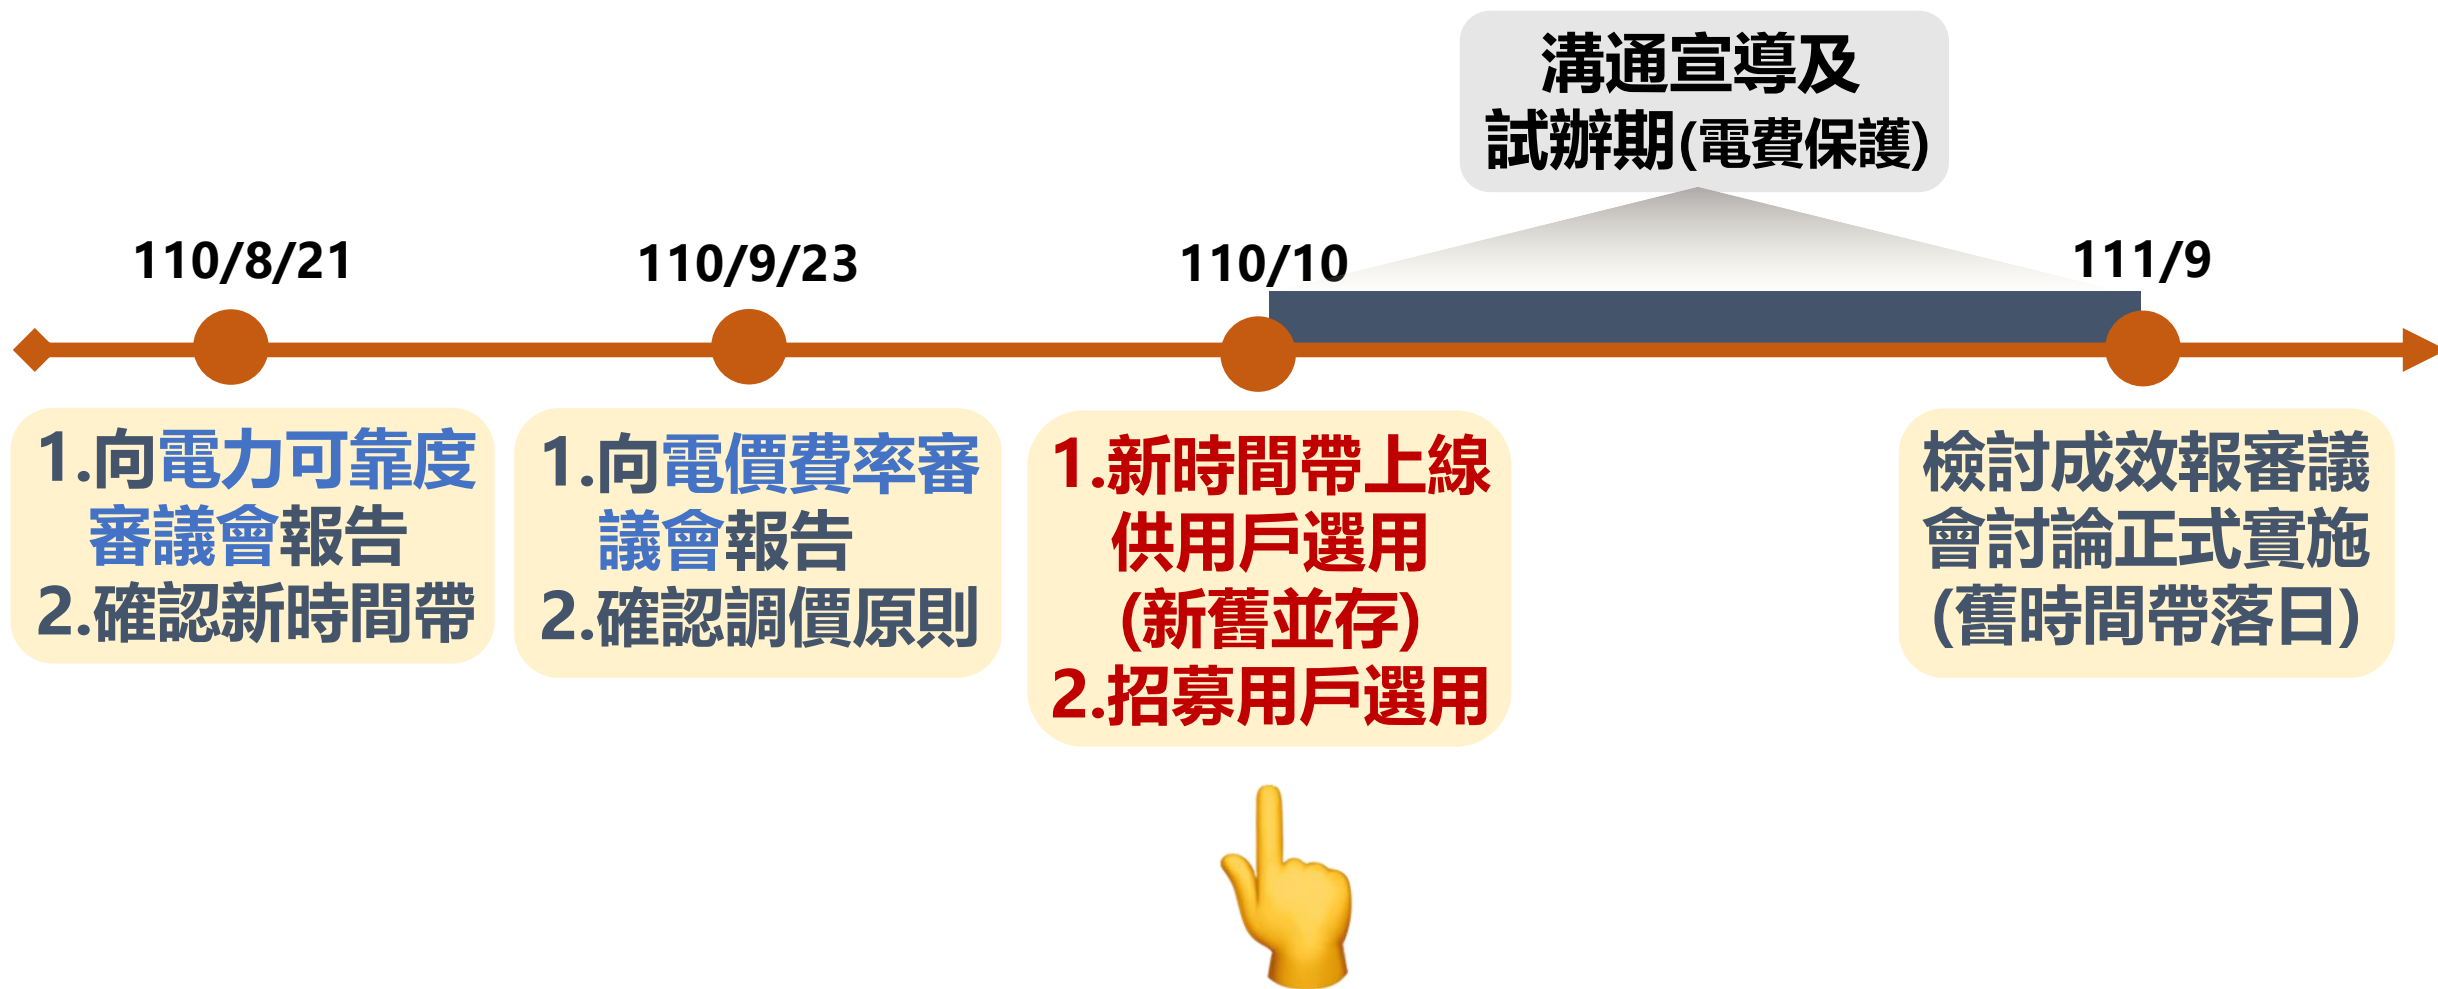 溝通宣導及
試辦期(電費保護)
110/8/21
110/9/23
110/10
111/9
1.向電力可靠度
審議會報告
2.確認新時間帶
1.向電價費率審
議會報告
2.確認調價原則
1.新時間帶上線
供用戶選用
(新舊並存)
2.招募用戶選用
檢討成效報審議
會討論正式實施
(舊時間帶落日)